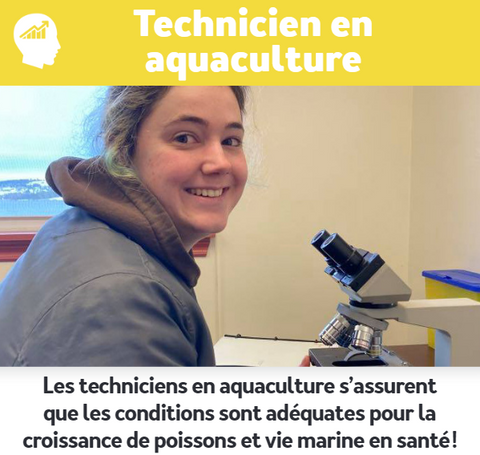 Technicien en
aquaculture
Les techniciens en aquaculture s’assurent
que les conditions sont adéquates pour la
croissance de poissons et vie marine en santé!